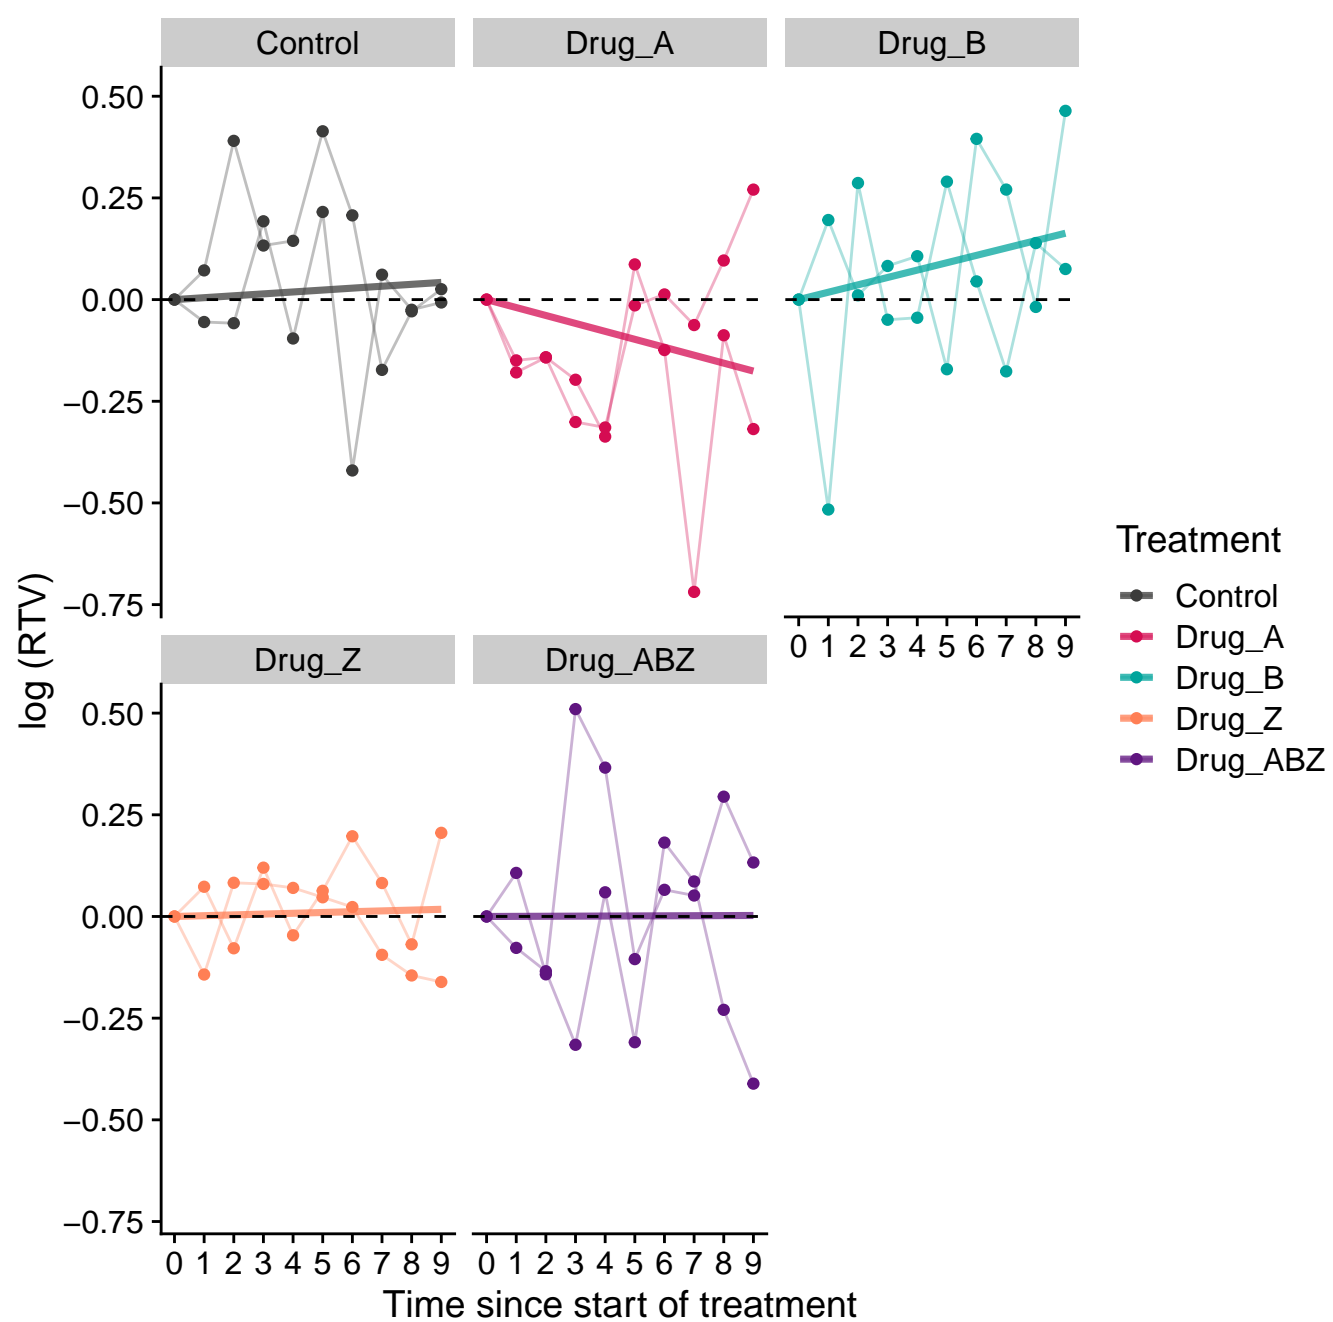 Control
Drug_A
Drug_B
0.50
0.25
0.00
−0.25
−0.50
−0.75
0 1 2 3 4 5 6 7 8 9
log (RTV)
Drug_Z
Drug_ABZ
0.50
0.25
0.00
−0.25
−0.50
−0.75
0 1 2 3 4 5 6 7 8 9
0 1 2 3 4 5 6 7 8 9
Time since start of treatment
Treatment
Control
Drug_A
Drug_B
Drug_Z
Drug_ABZ